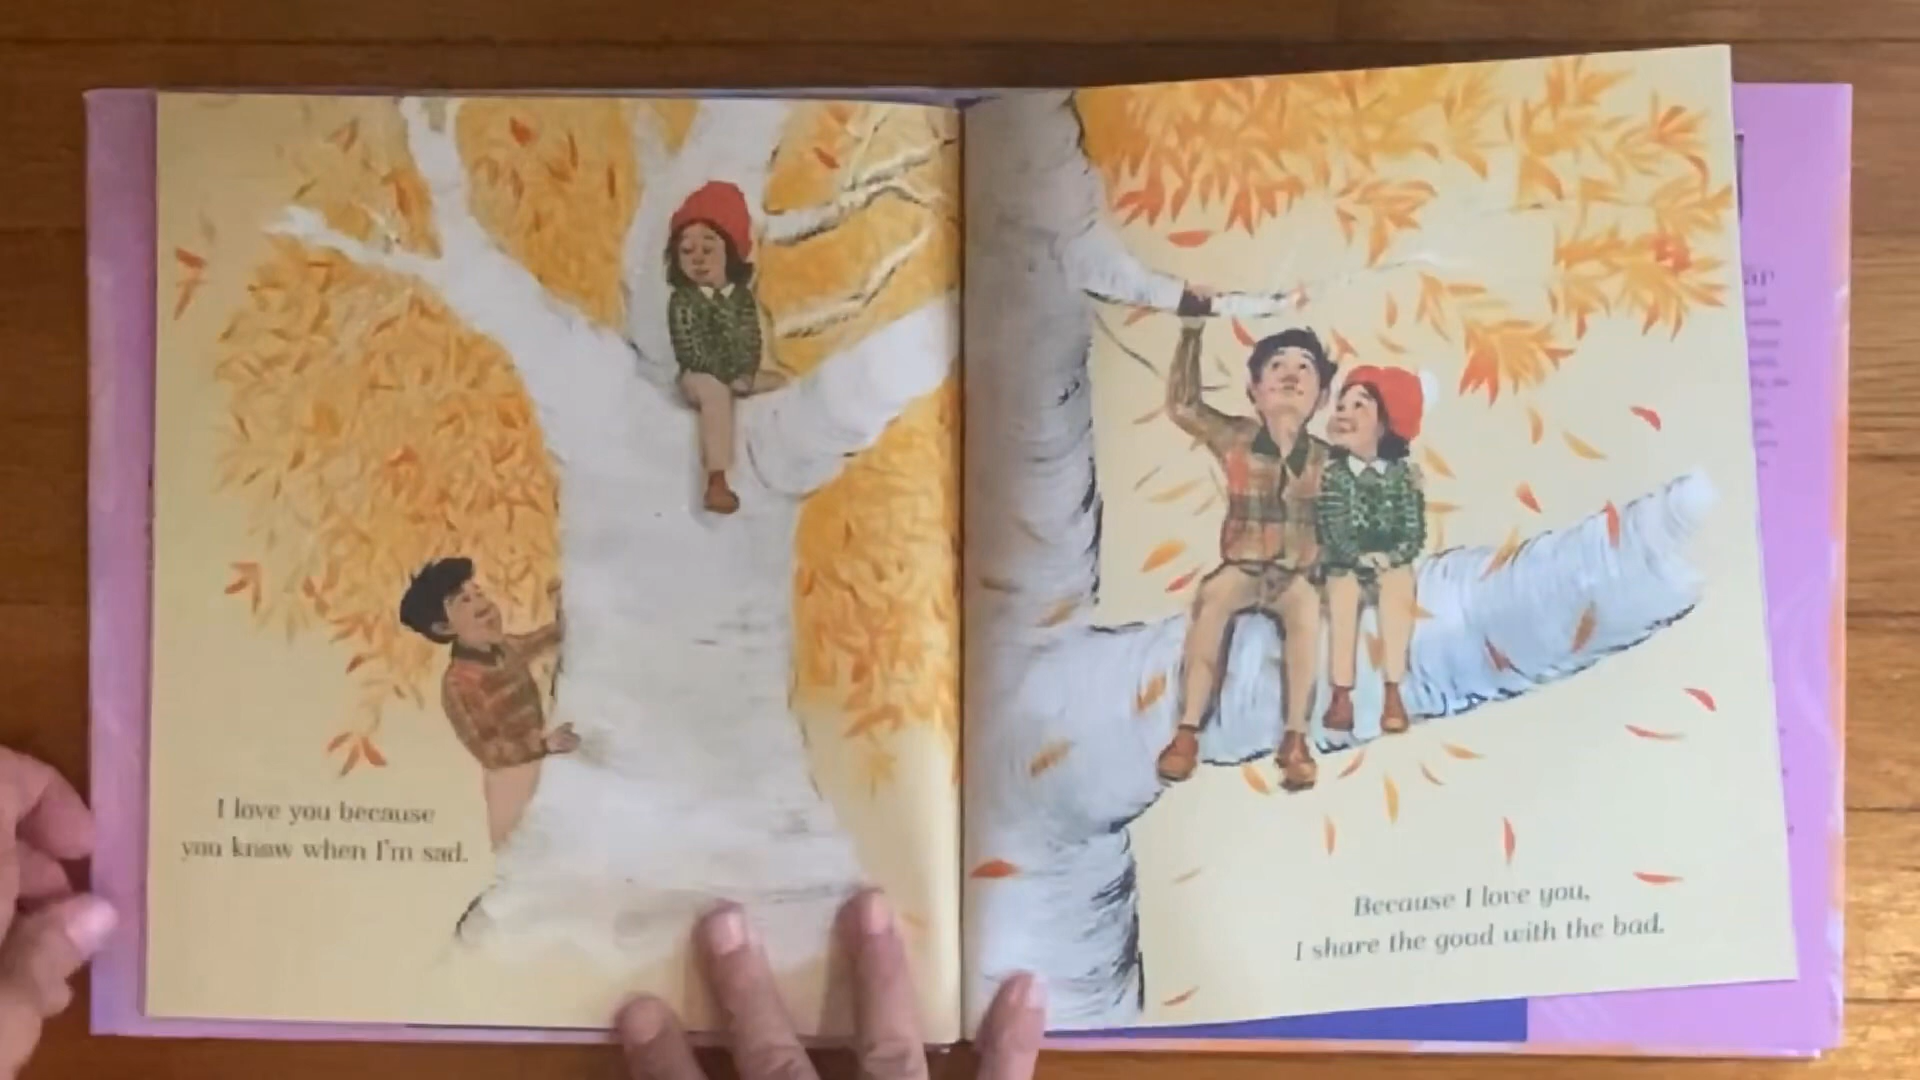 I love you because
you know when I'm sad.
Because I love you,
I share the good with the bad.